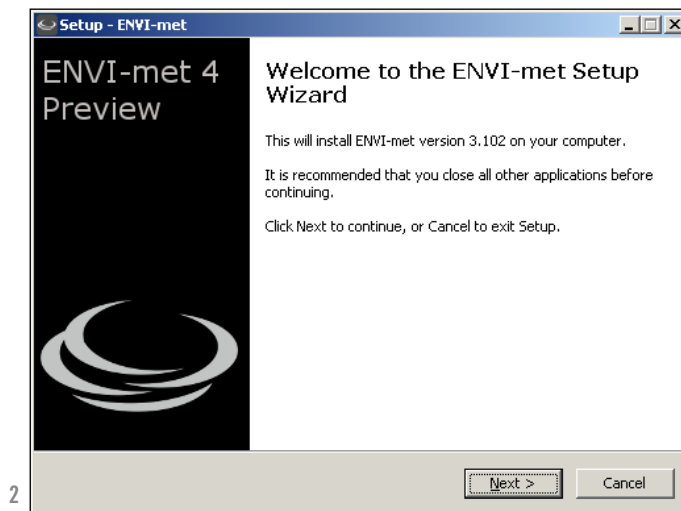 Setup - ENVI-met
ENVI-met 4
Preview
Welcome to the ENVI-met Setup
Wizard
This will install ENVI-met version 3.102 on your computer.
It is recommended that you close all other applications before
continuing.
Click Next to continue, or Cancel to exit Setup.
Next >
Cancel
2